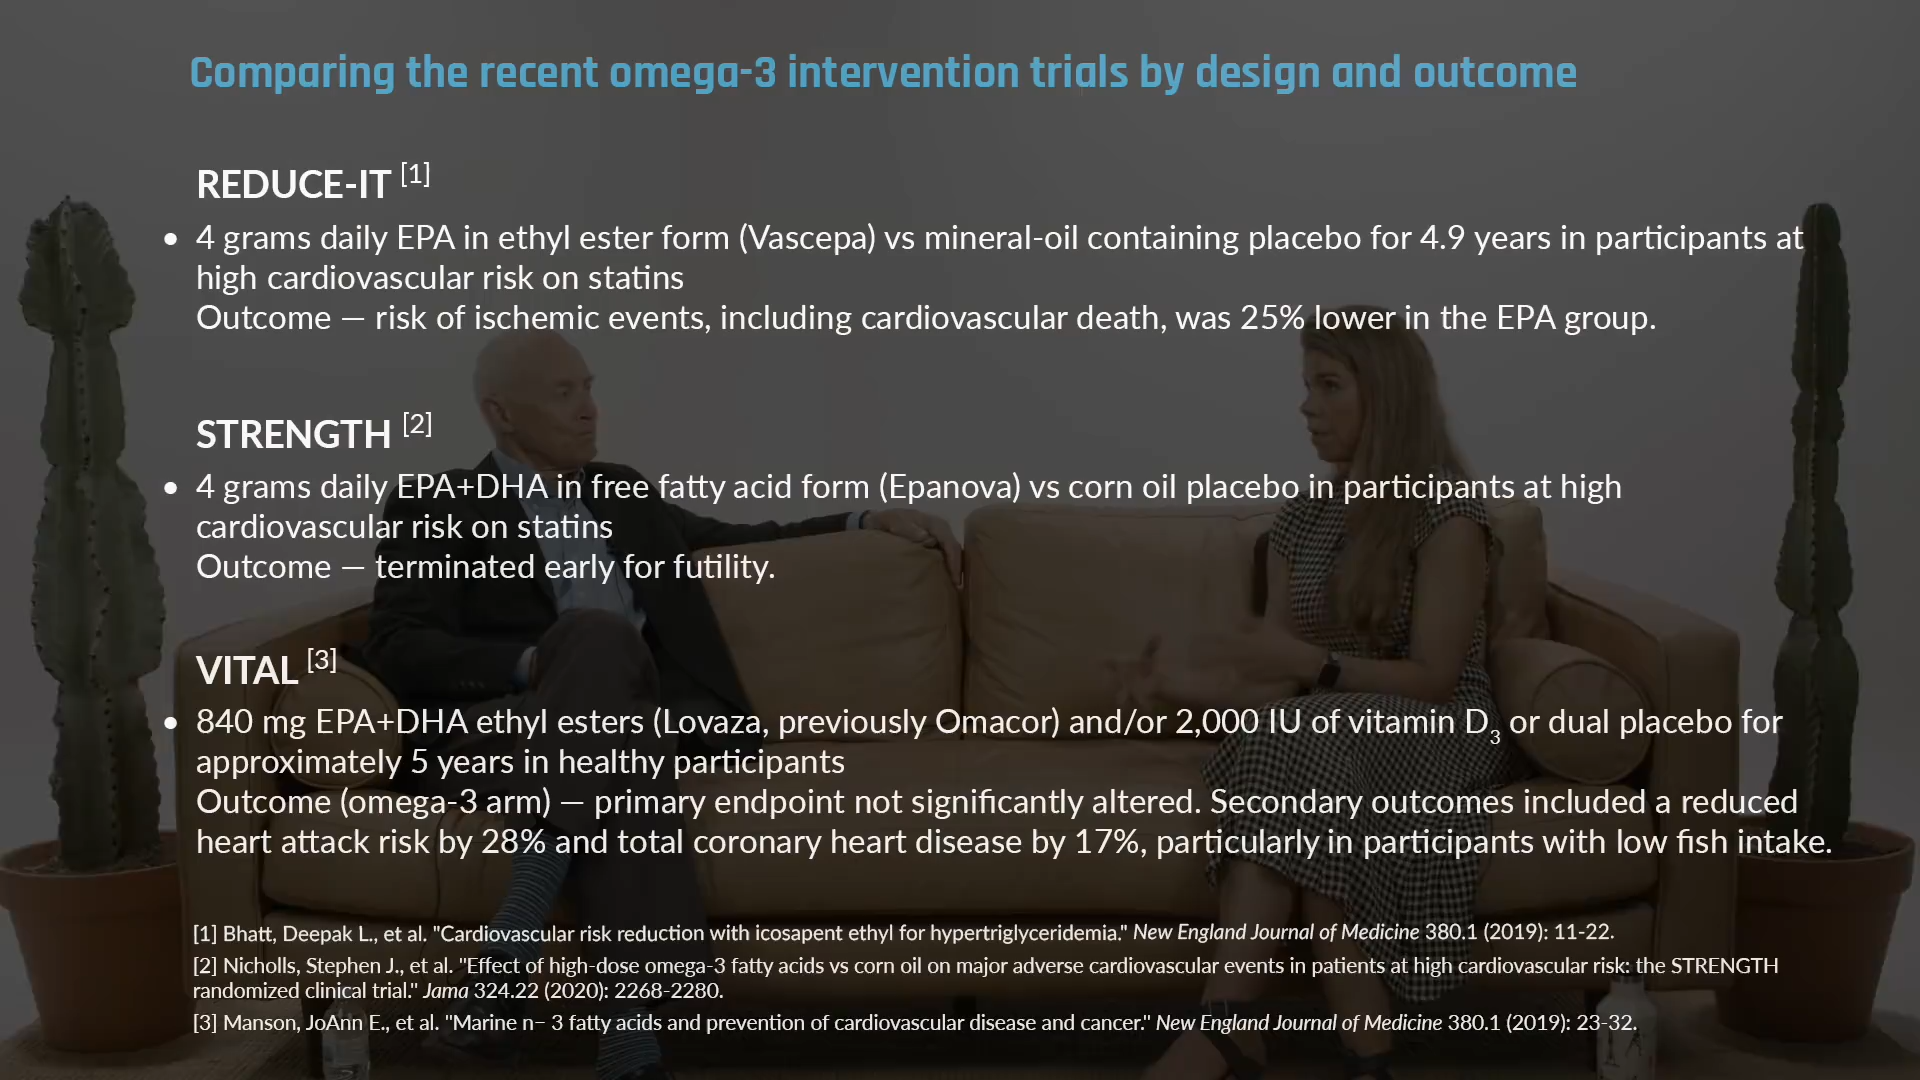 Comparing the recent omega-3 intervention trials by design and outcome
REDUCE-IT [1]
• 4 grams daily EPA in ethyl ester form (Vascepa) vs mineral-oil containing placebo for 4.9 years in participants at
high cardiovascular risk on statins
Outcome — risk of ischemic events, including cardiovascular death, was 25% lower in the EPA group.
STRENGTH [2]
• 4 grams daily EPA+DHA in free fatty acid form (Epanova) vs corn oil placebo in participants at high
cardiovascular risk on statins
Outcome — terminated early for futility.
VITAL [3]
• 840 mg EPA+DHA ethyl esters (Lovaza, previously Omacor) and/or 2,000 IU of vitamin D3 or dual placebo for
approximately 5 years in healthy participants
Outcome (omega-3 arm) — primary endpoint not significantly altered. Secondary outcomes included a reduced
heart attack risk by 28% and total coronary heart disease by 17%, particularly in participants with low fish intake.
[1] Bhatt, Deepak L., et al. "Cardiovascular risk reduction with icosapent ethyl for hypertriglyceridemia." New England Journal of Medicine 380.1 (2019): 11-22.
[2] Nicholls, Stephen J., et al. "Effect of high-dose omega-3 fatty acids vs corn oil on major adverse cardiovascular events in patients at high cardiovascular risk: the STRENGTH
randomized clinical trial." Jama 324.22 (2020): 2268-2280.
[3] Manson, JoAnn E., et al. "Marine n− 3 fatty acids and prevention of cardiovascular disease and cancer." New England Journal of Medicine 380.1 (2019): 23-32.